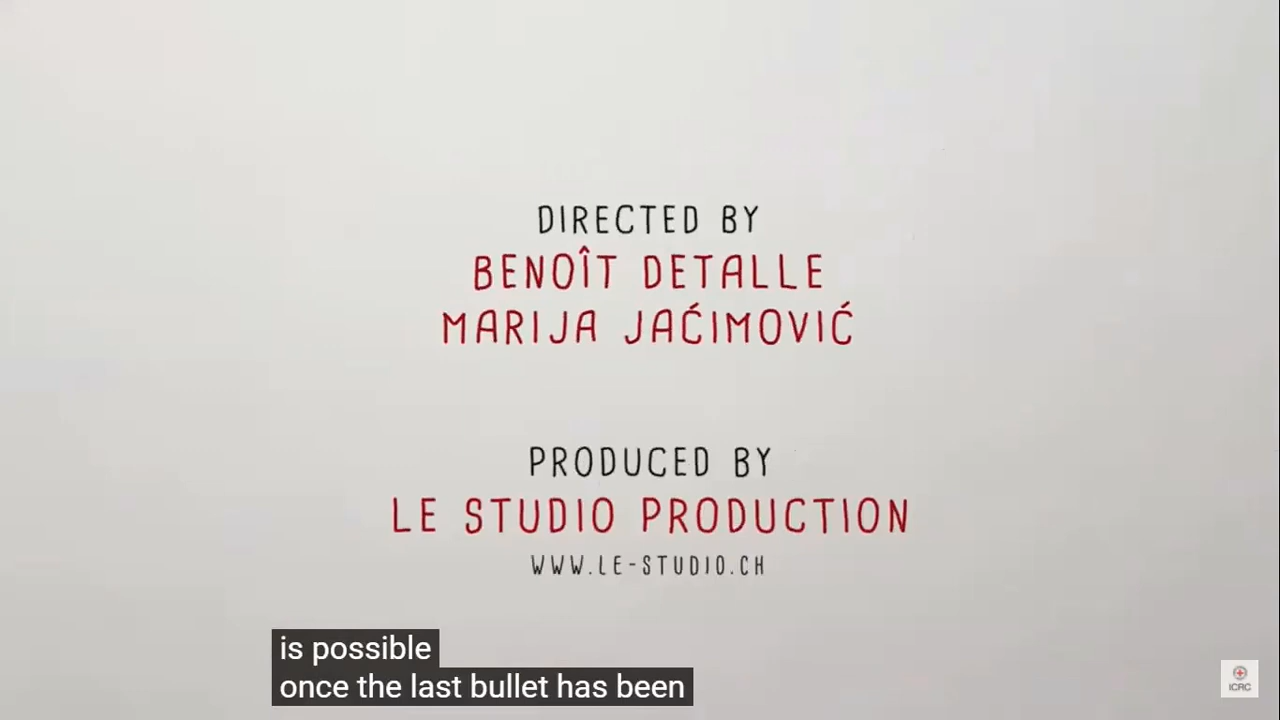 DIRECTED BY
BENOÎT DETALLE
MARIJA JAĆIMOVIĆ
PRODUCED BY
LE STUDIO PRODUCTION
WWW.LE-STUDIO.CH
is possible
once the last bullet has been
ICRC